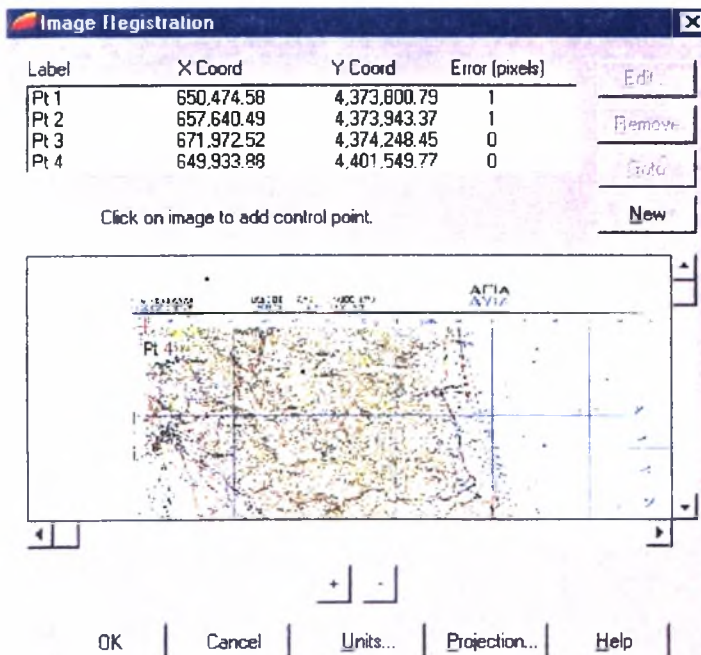 Image Registration
Label X Coord Y Coord Error (pixels)
Edit...
Pt 1 650,474.58 4,373,800.79 1
Pt 2 657,640.49 4,373,943.37 1
Remove
Pt 3 671,972.52 4,374,248.45 0
Pt 4 649,933.88 4,401,549.77 0
Goto
Click on image to add control point.
New
Pt 4
+ -
OK Cancel Units... Projection... Help